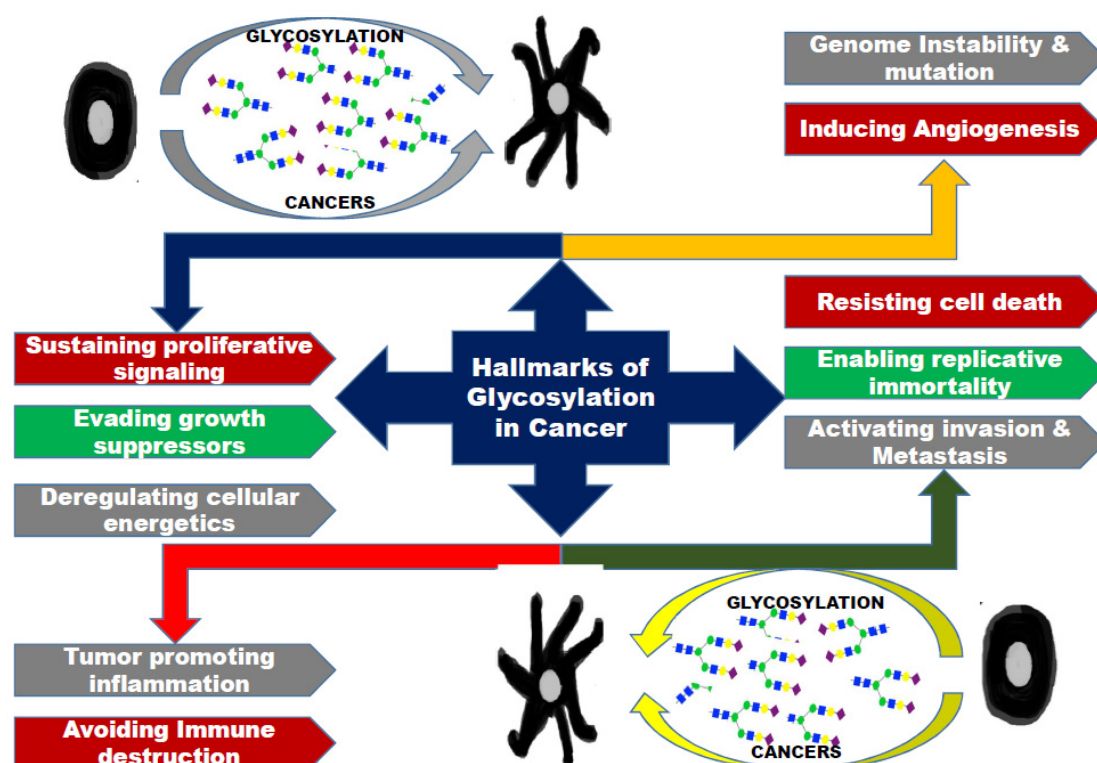 GLYCOSYLATION
CANCERS
Genome Instability &
mutation
Inducing Angiogenesis
Sustaining proliferative
signaling
Evading growth
suppressors
Deregulating cellular
energetics
Hallmarks of
Glycosylation
in Cancer
Resisting cell death
Enabling replicative
immortality
Activating invasion &
Metastasis
Tumor promoting
inflammation
Avoiding Immune
destruction
GLYCOSYLATION
CANCERS